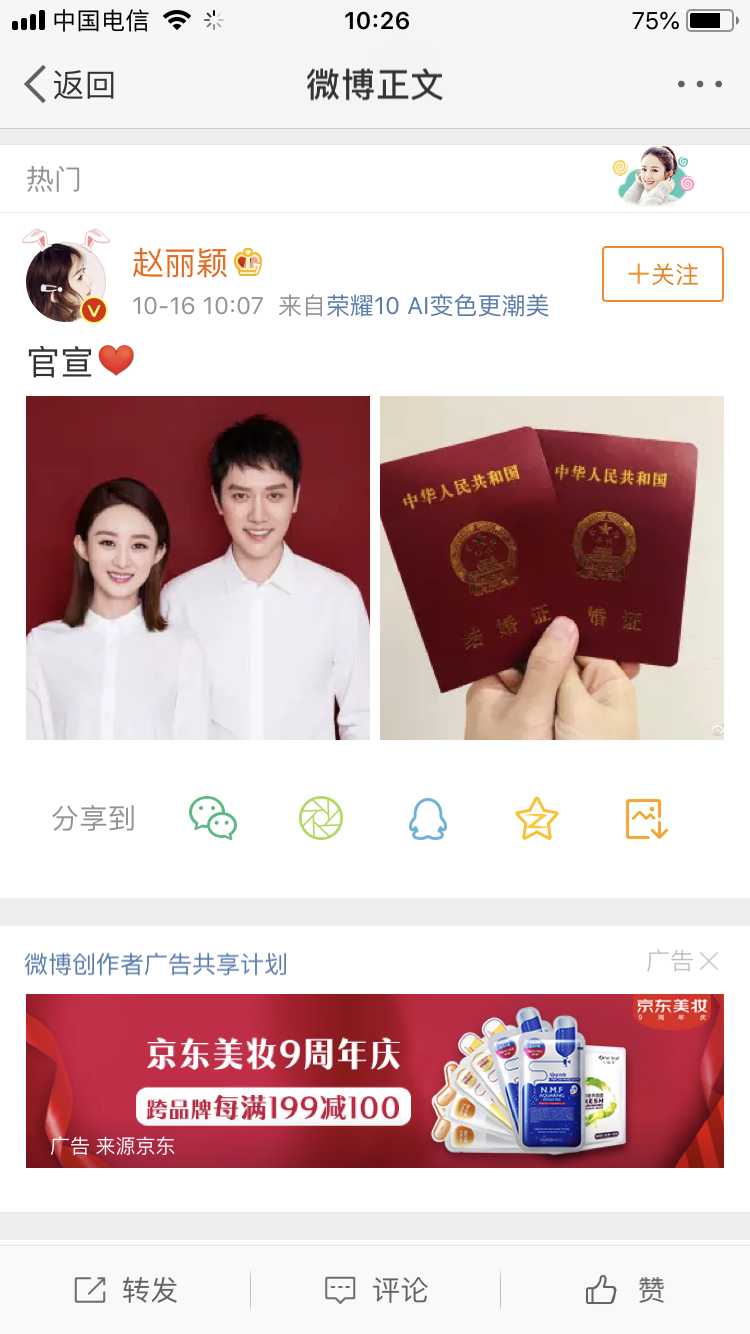 中国电信 10:26 75%
返回 微博正文
热门
赵丽颖
10-16 10:07 来自荣耀10 AI变色更潮美
+关注
官宣❤️
中华人民共和国
结婚证
中华人民共和国
婚证
分享到
微博创作者广告共享计划
广告
京东美妆
9周年庆
京东美妆9周年庆
跨品牌每满199减100
N.M.F
广告 来源京东
转发 评论 赞